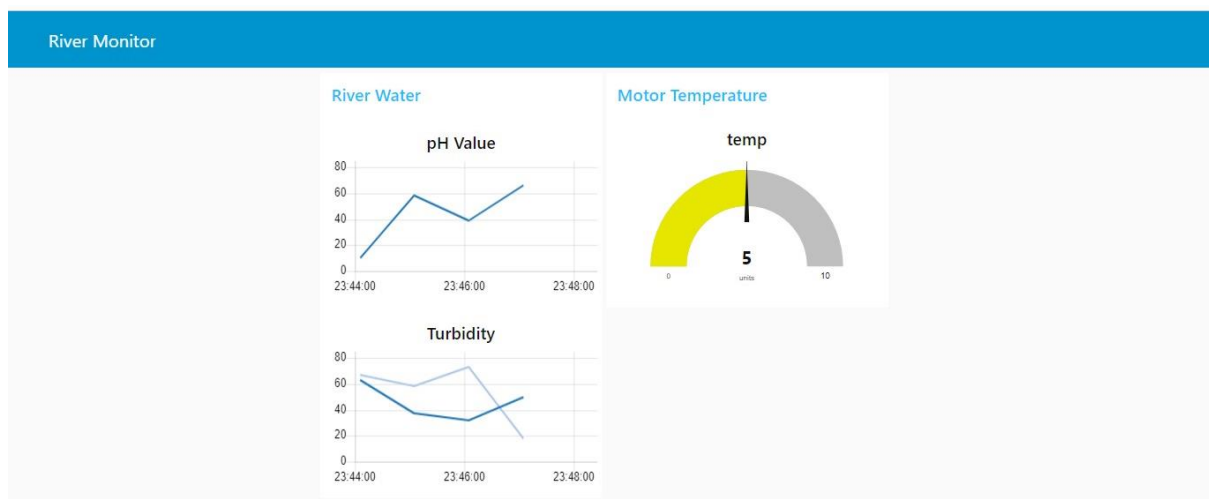 River Monitor
River Water
pH Value
80
60
40
20
0
23:44:00 23:46:00 23:48:00
Turbidity
80
60
40
20
0
23:44:00 23:46:00 23:48:00
Motor Temperature
temp
5
0 units 10